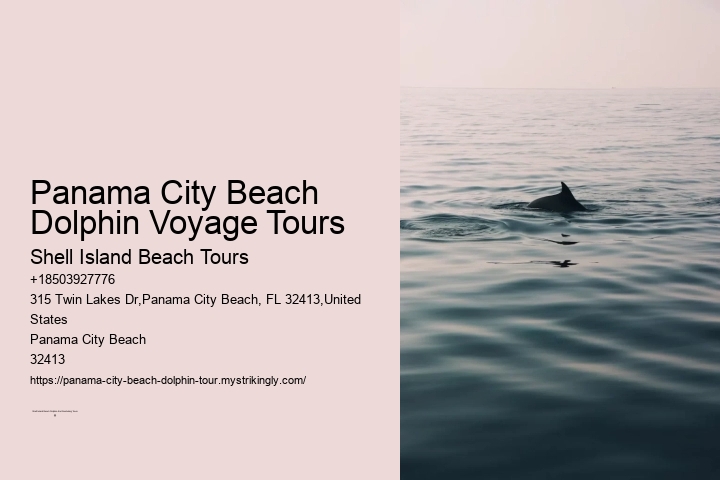 Panama City Beach
Dolphin Voyage Tours
Shell Island Beach Tours
+18503927776
315 Twin Lakes Dr,Panama City Beach, FL 32413,United
States
Panama City Beach
32413
https://panama-city-beach-dolphin-tour.mystrikingly.com/